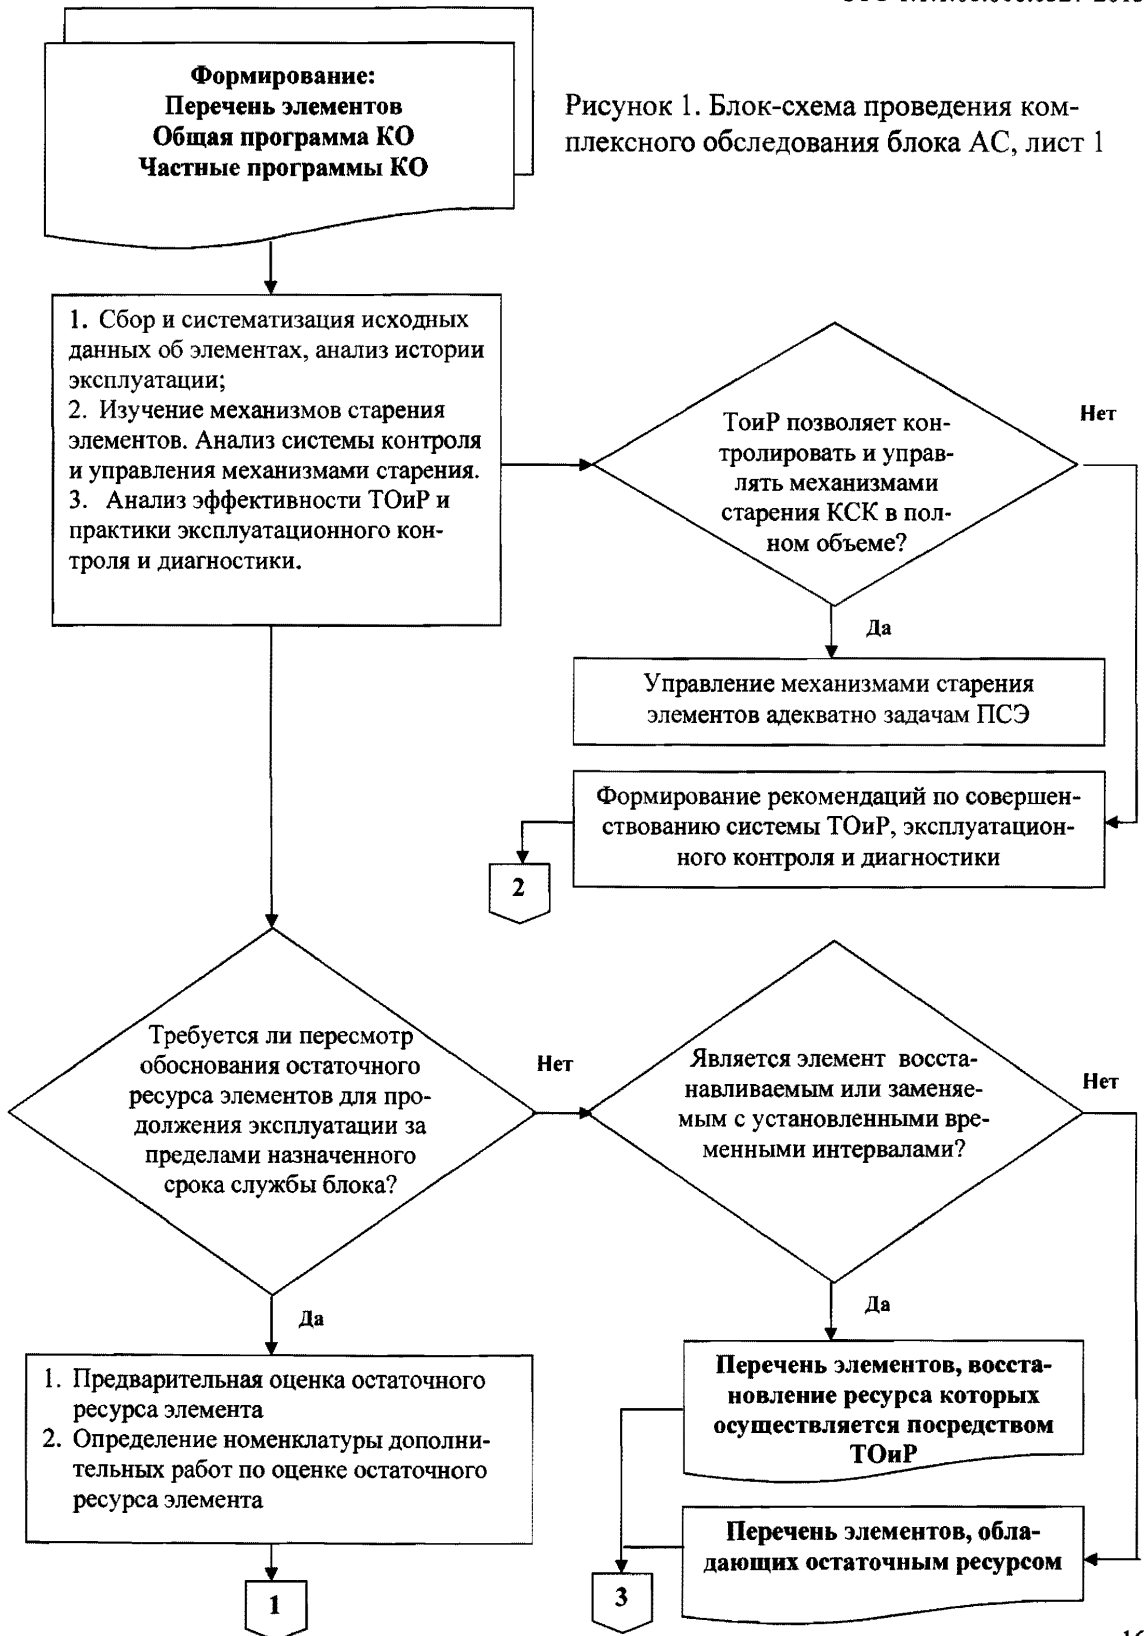 Формирование:
Перечень элементов
Общая программа КО
Частные программы КО
Рисунок 1. Блок-схема проведения ком-
плексного обследования блока АС, лист 1
1. Сбор и систематизация исходных
данных об элементах, анализ истории
эксплуатации;
2. Изучение механизмов старения
элементов. Анализ системы контроля
и управления механизмами старения.
3. Анализ эффективности ТОиР и
практики эксплуатационного кон-
троля и диагностики.
ТоиР позволяет кон-
тролировать и управ-
лять механизмами
старения КСК в пол-
ном объеме?
Нет
Да
Управление механизмами старения
элементов адекватно задачам ПСЭ
Формирование рекомендаций по совершен-
ствованию системы ТОиР, эксплуатацион-
ного контроля и диагностики
2
Требуется ли пересмотр
обоснования остаточного
ресурса элементов для про-
должения эксплуатации за
пределами назначенного
срока службы блока?
Нет
Является элемент восста-
навливаемым или заменяе-
мым с установленными вре-
менными интервалами?
Нет
Да
Да
1. Предварительная оценка остаточного
ресурса элемента
2. Определение номенклатуры дополни-
тельных работ по оценке остаточного
ресурса элемента
Перечень элементов, восста-
новление ресурса которых
осуществляется посредством
ТОиР
Перечень элементов, обла-
дающих остаточным ресурсом
1
3